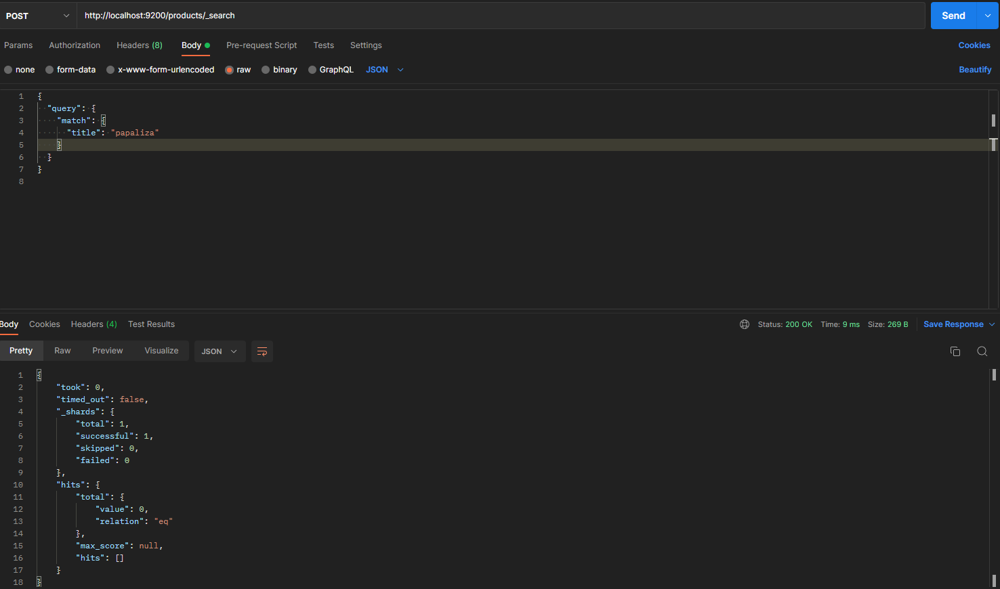 POST http://localhost:9200/products/_search Send
Params Authorization Headers (8) Body Pre-request Script Tests Settings Cookies
none form-data x-www-form-urlencoded raw binary GraphQL JSON Beautify
1 {
2 "query": {
3 "match": {
4 "title": "papaliza"
5 }
6 }
7 }
8
Body Cookies Headers (4) Test Results Status: 200 OK Time: 9 ms Size: 269 B Save Response
Pretty Raw Preview Visualize JSON
1 {
2 "took": 0,
3 "timed_out": false,
4 "_shards": {
5 "total": 1,
6 "successful": 1,
7 "skipped": 0,
8 "failed": 0
9 },
10 "hits": {
11 "total": {
12 "value": 0,
13 "relation": "eq"
14 },
15 "max_score": null,
16 "hits": []
17 }
18 }